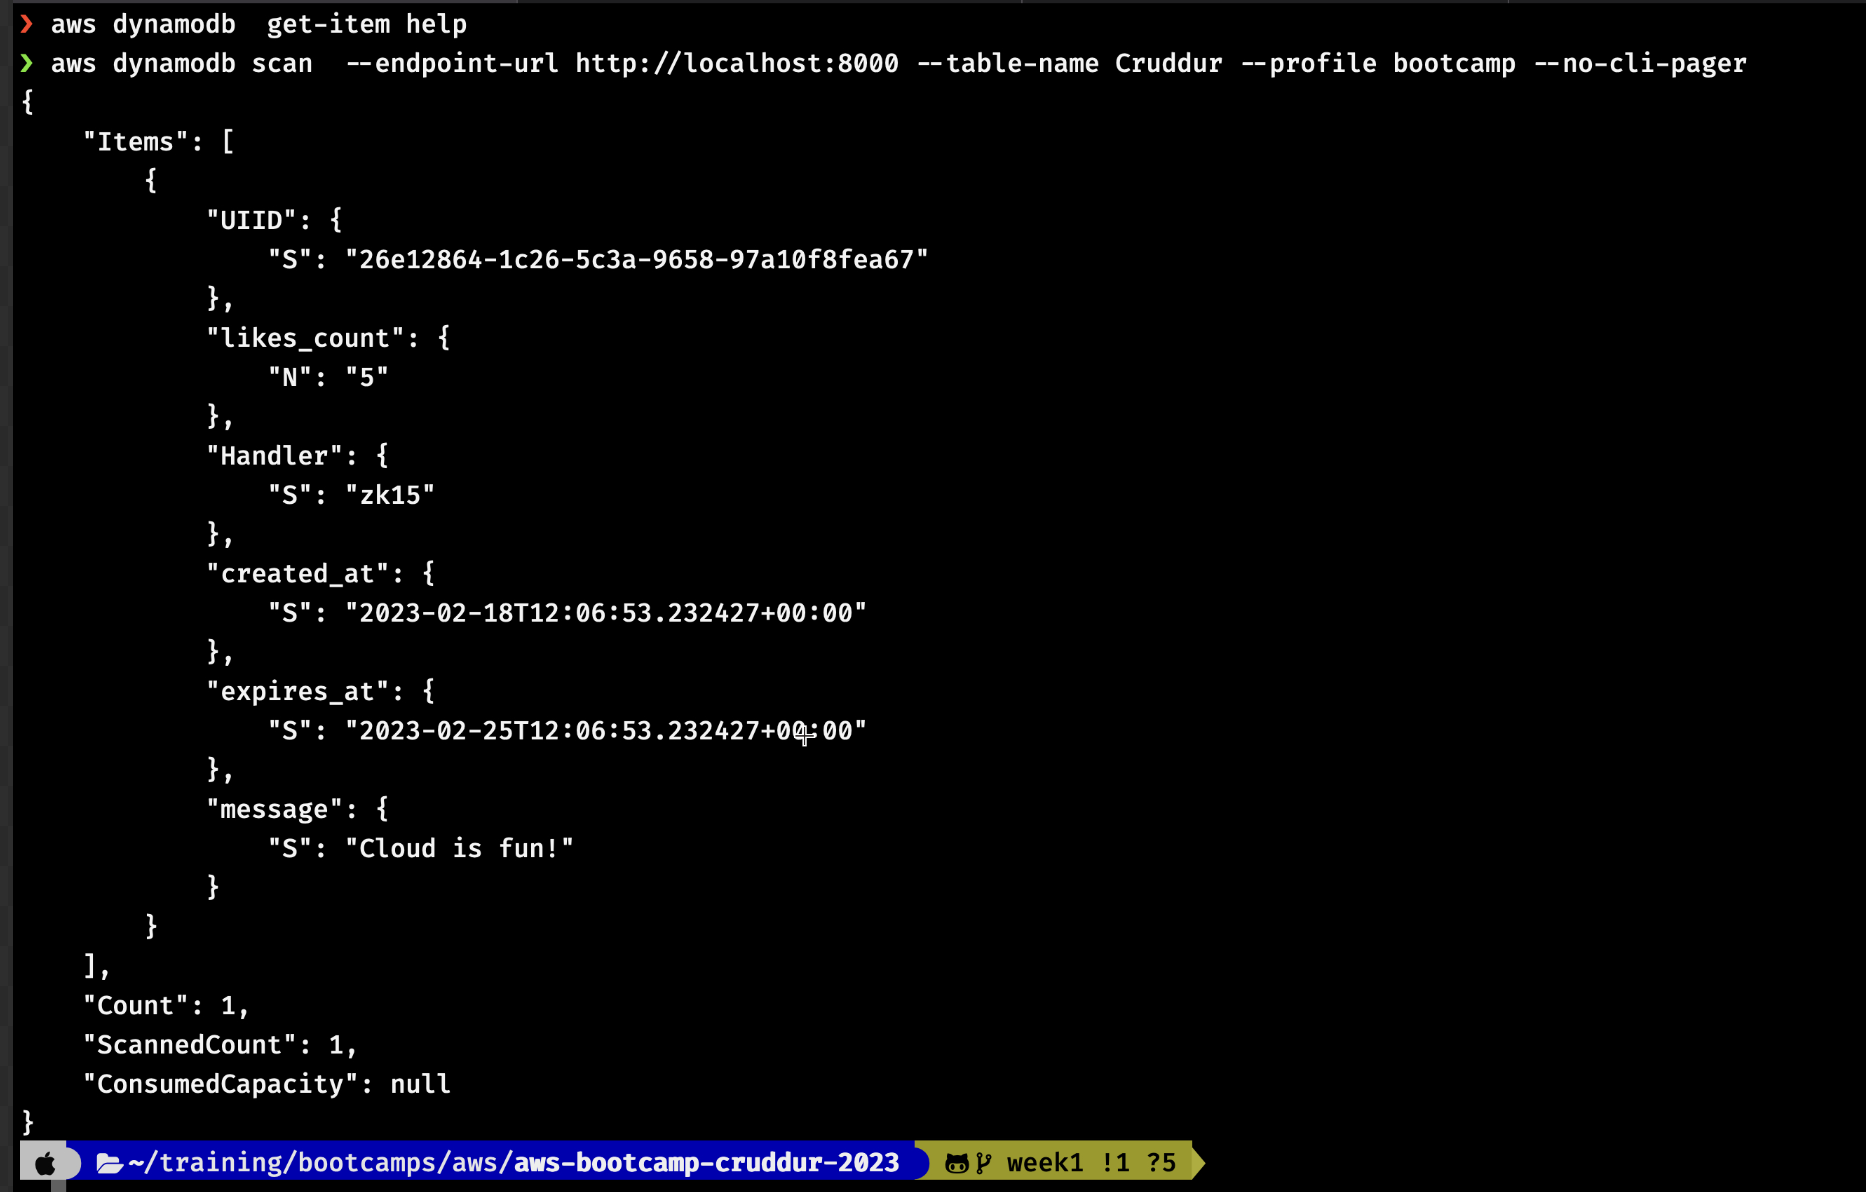 ❯ aws dynamodb  get-item help
❯ aws dynamodb scan  --endpoint-url http://localhost:8000 --table-name Cruddur --profile bootcamp --no-cli-pager
{
    "Items": [
        {
            "UIID": {
                "S": "26e12864-1c26-5c3a-9658-97a10f8fea67"
            },
            "likes_count": {
                "N": "5"
            },
            "Handler": {
                "S": "zk15"
            },
            "created_at": {
                "S": "2023-02-18T12:06:53.232427+00:00"
            },
            "expires_at": {
                "S": "2023-02-25T12:06:53.232427+00:00"
            },
            "message": {
                "S": "Cloud is fun!"
            }
        }
    ],
    "Count": 1,
    "ScannedCount": 1,
    "ConsumedCapacity": null
}
~/training/bootcamps/aws/aws-bootcamp-cruddur-2023 week1 !1 ?5